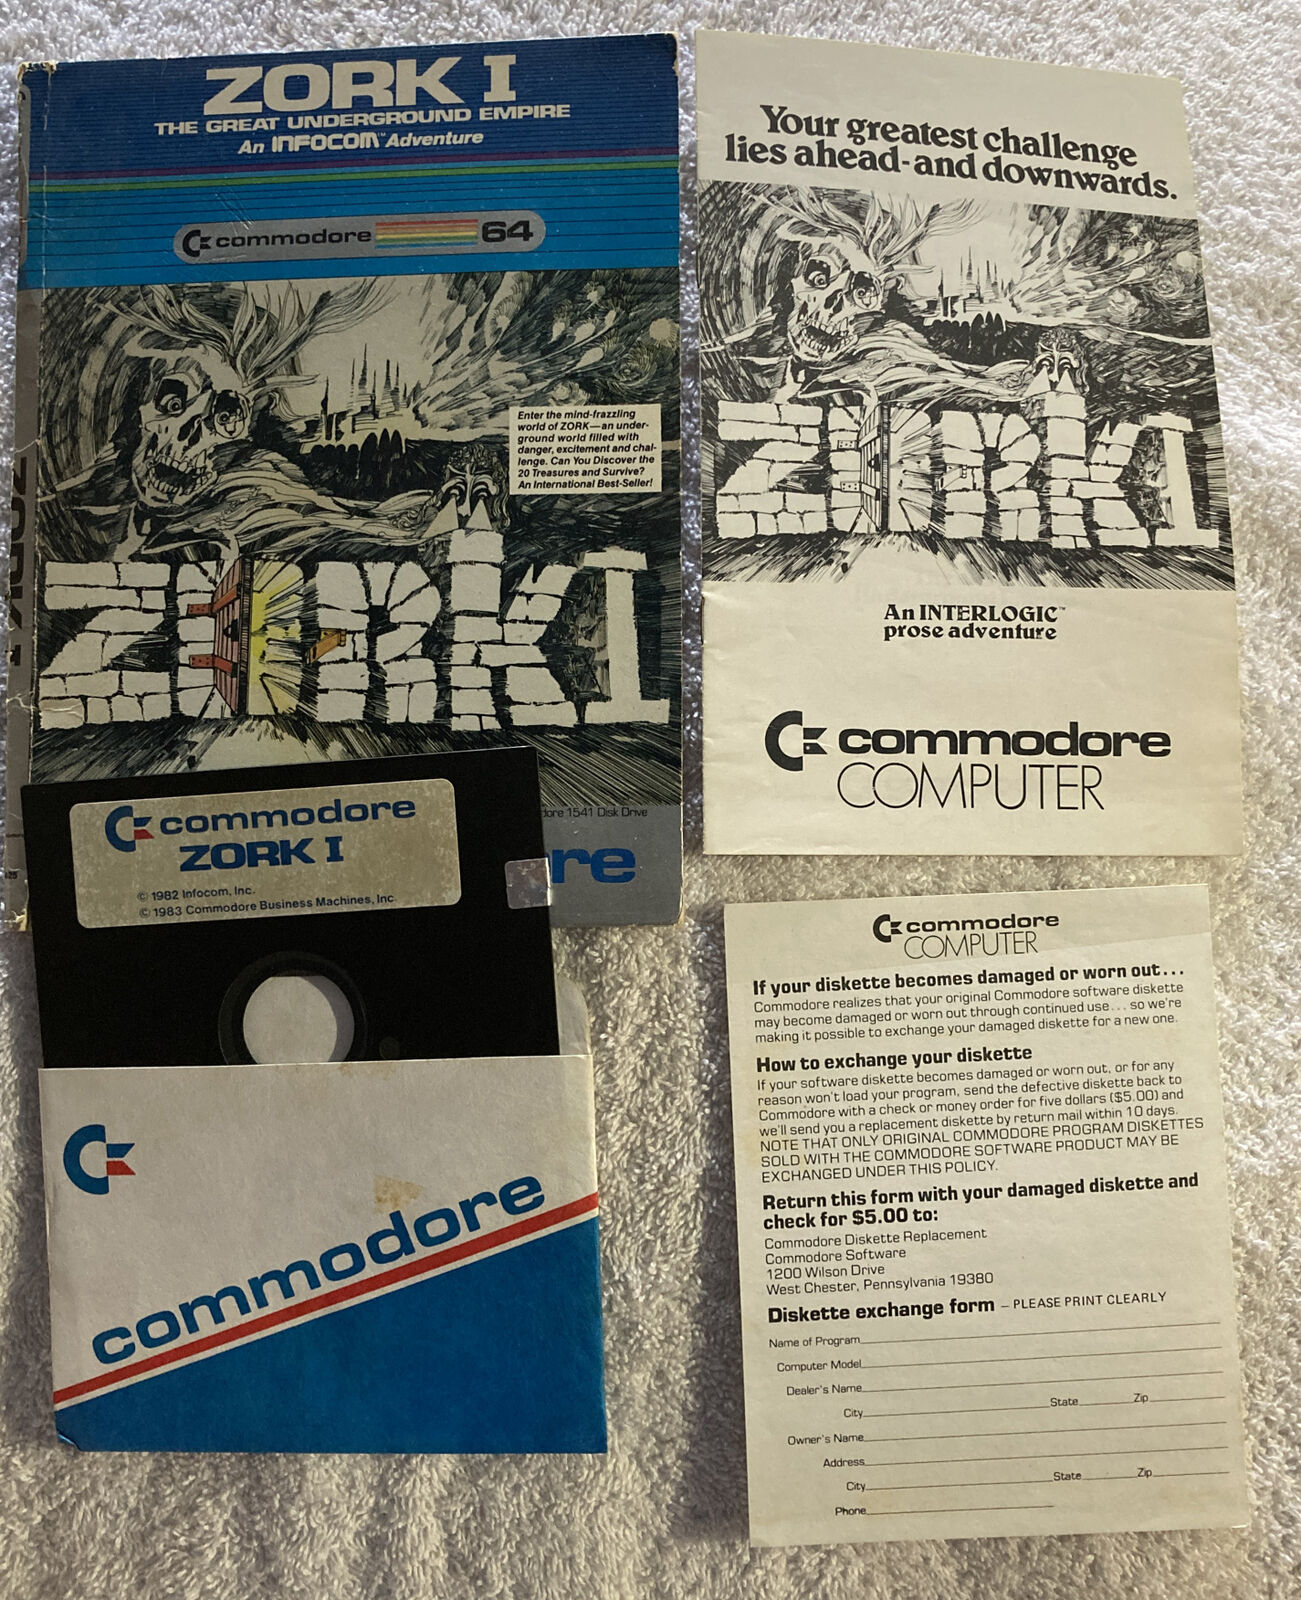 ZORK I
THE GREAT UNDERGROUND EMPIRE
An INFOCOM™ Adventure
commodore 64
Enter the mind-frazzling
world of ZORK—an under-
ground world filled with
danger, excitement and chal-
lenge. Can You Discover the
20 Treasures and Survive?
An International Best-Seller!
ZORK I
ZORK I
ore 1541 Disk Drive
re
commodore
ZORK I
© 1982 Infocom, Inc.
© 1983 Commodore Business Machines, Inc.
commodore
Your greatest challenge
lies ahead-and downwards.
ZORK I
An INTERLOGIC™
prose adventure
commodore
COMPUTER
commodore
COMPUTER
If your diskette becomes damaged or worn out...
Commodore realizes that your original Commodore software diskette
may become damaged or worn out through continued use... so we're
making it possible to exchange your damaged diskette for a new one.
How to exchange your diskette
If your software diskette becomes damaged or worn out, or for any
reason won't load your program, send the defective diskette back to
Commodore with a check or money order for five dollars ($5.00) and
we'll send you a replacement diskette by return mail within 10 days.
NOTE THAT ONLY ORIGINAL COMMODORE PROGRAM DISKETTES
SOLD WITH THE COMMODORE SOFTWARE PRODUCT MAY BE
EXCHANGED UNDER THIS POLICY.
Return this form with your damaged diskette and
check for $5.00 to:
Commodore Diskette Replacement
Commodore Software
1200 Wilson Drive
West Chester, Pennsylvania 19380
Diskette exchange form – PLEASE PRINT CLEARLY
Name of Program
Computer Model
Dealer's Name
City State Zip
Owner's Name
Address
City State Zip
Phone